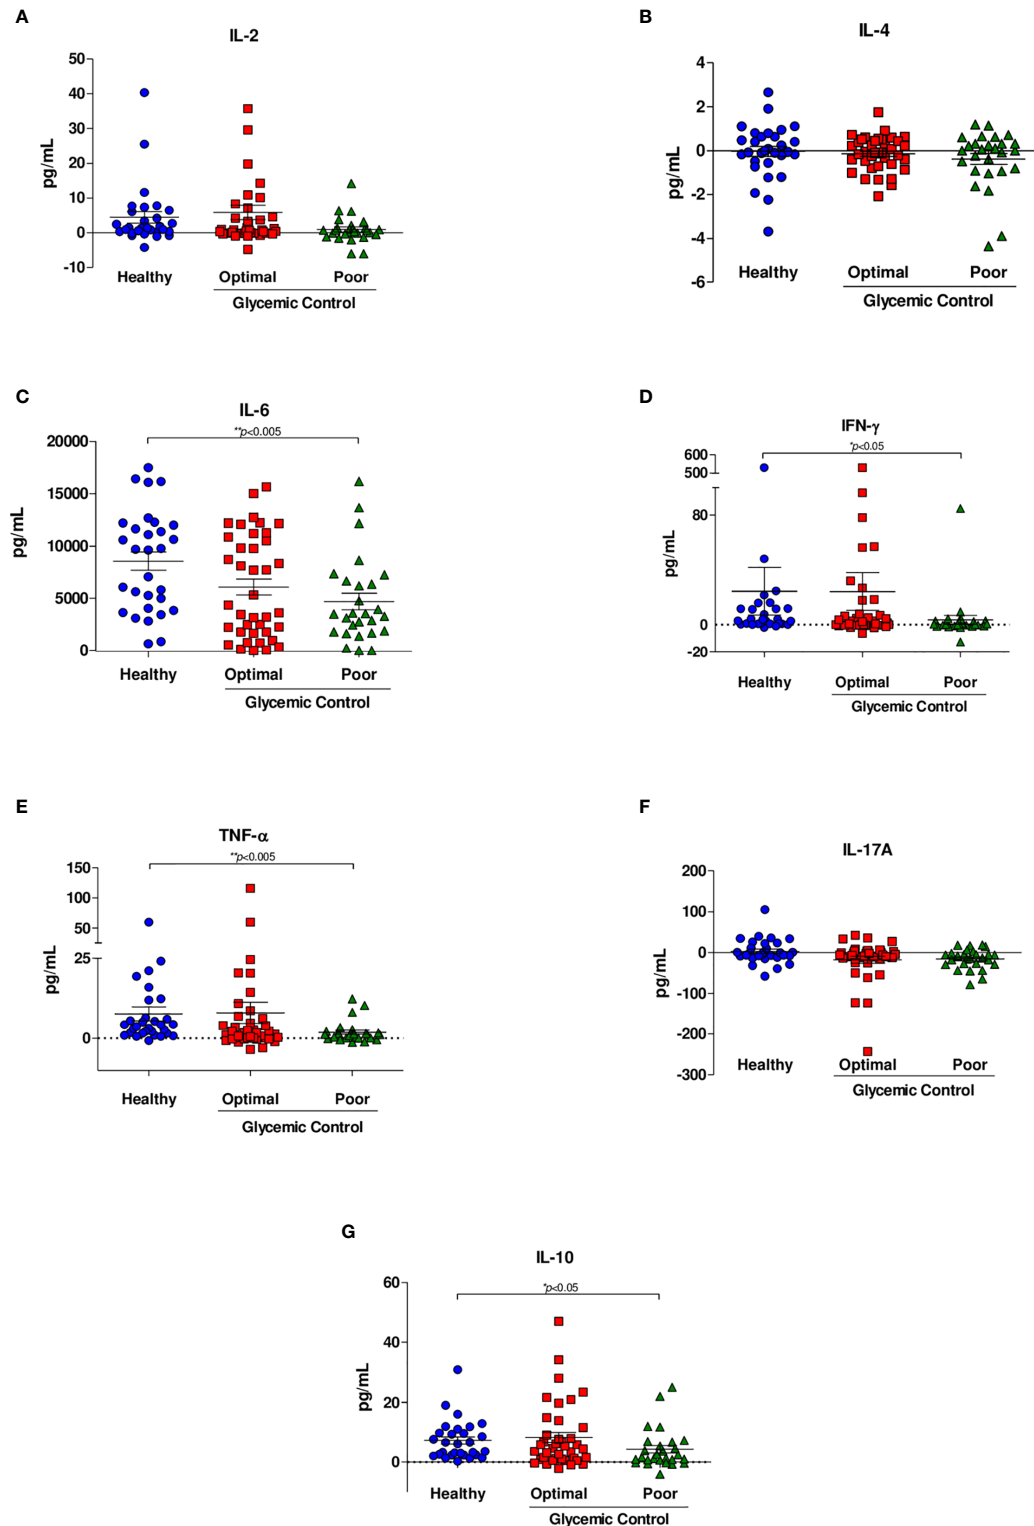 A
IL-2
pg/mL
50
40
30
20
10
0
-10
Healthy
Optimal
Poor
Glycemic Control
B
IL-4
pg/mL
4
2
0
-2
-4
-6
Healthy
Optimal
Poor
Glycemic Control
C
IL-6
**p<0.005
pg/mL
20000
15000
10000
5000
0
Healthy
Optimal
Poor
Glycemic Control
D
IFN-γ
*p<0.05
pg/mL
600
500
80
0
-20
Healthy
Optimal
Poor
Glycemic Control
E
TNF-α
**p<0.005
pg/mL
150
100
50
25
0
Healthy
Optimal
Poor
Glycemic Control
F
IL-17A
pg/mL
200
100
0
-100
-200
-300
Healthy
Optimal
Poor
Glycemic Control
G
IL-10
*p<0.05
pg/mL
60
40
20
0
Healthy
Optimal
Poor
Glycemic Control